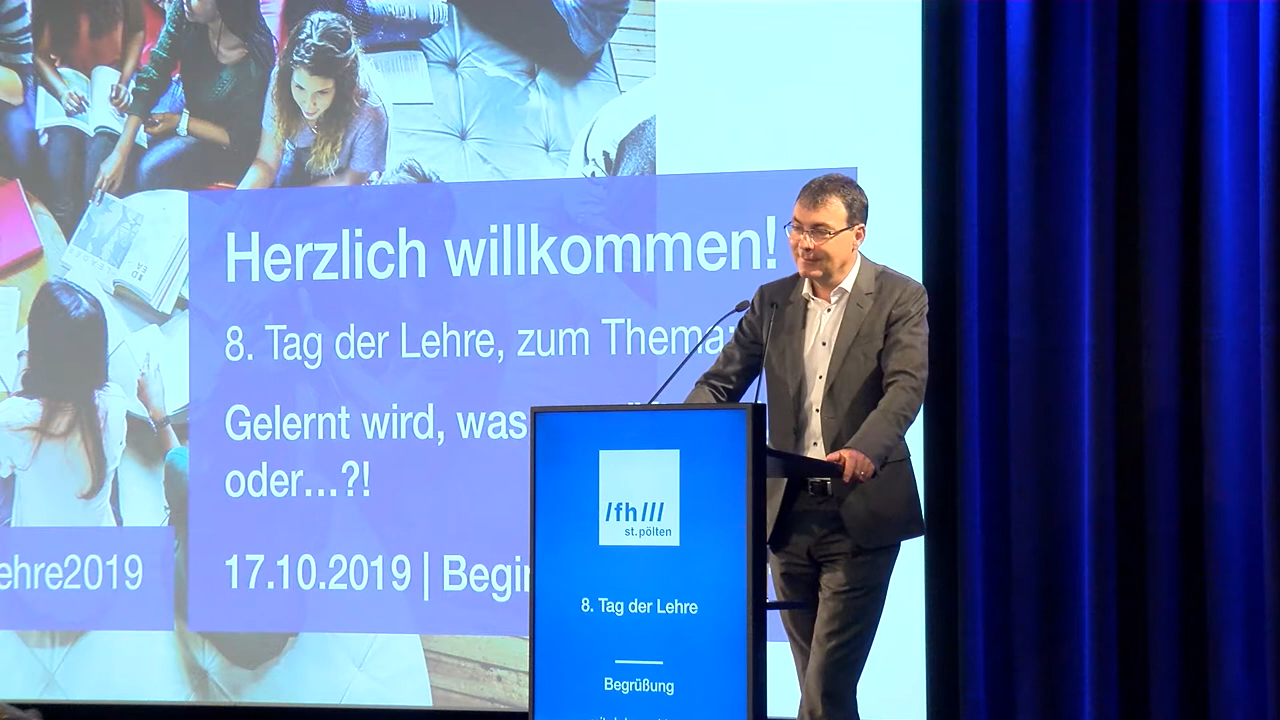 Herzlich willkommen!
8. Tag der Lehre, zum Thema:
Gelernt wird, was
oder...?!
ehre2019
17.10.2019 | Begin
/fh///
st.pölten
8. Tag der Lehre
Begrüßung